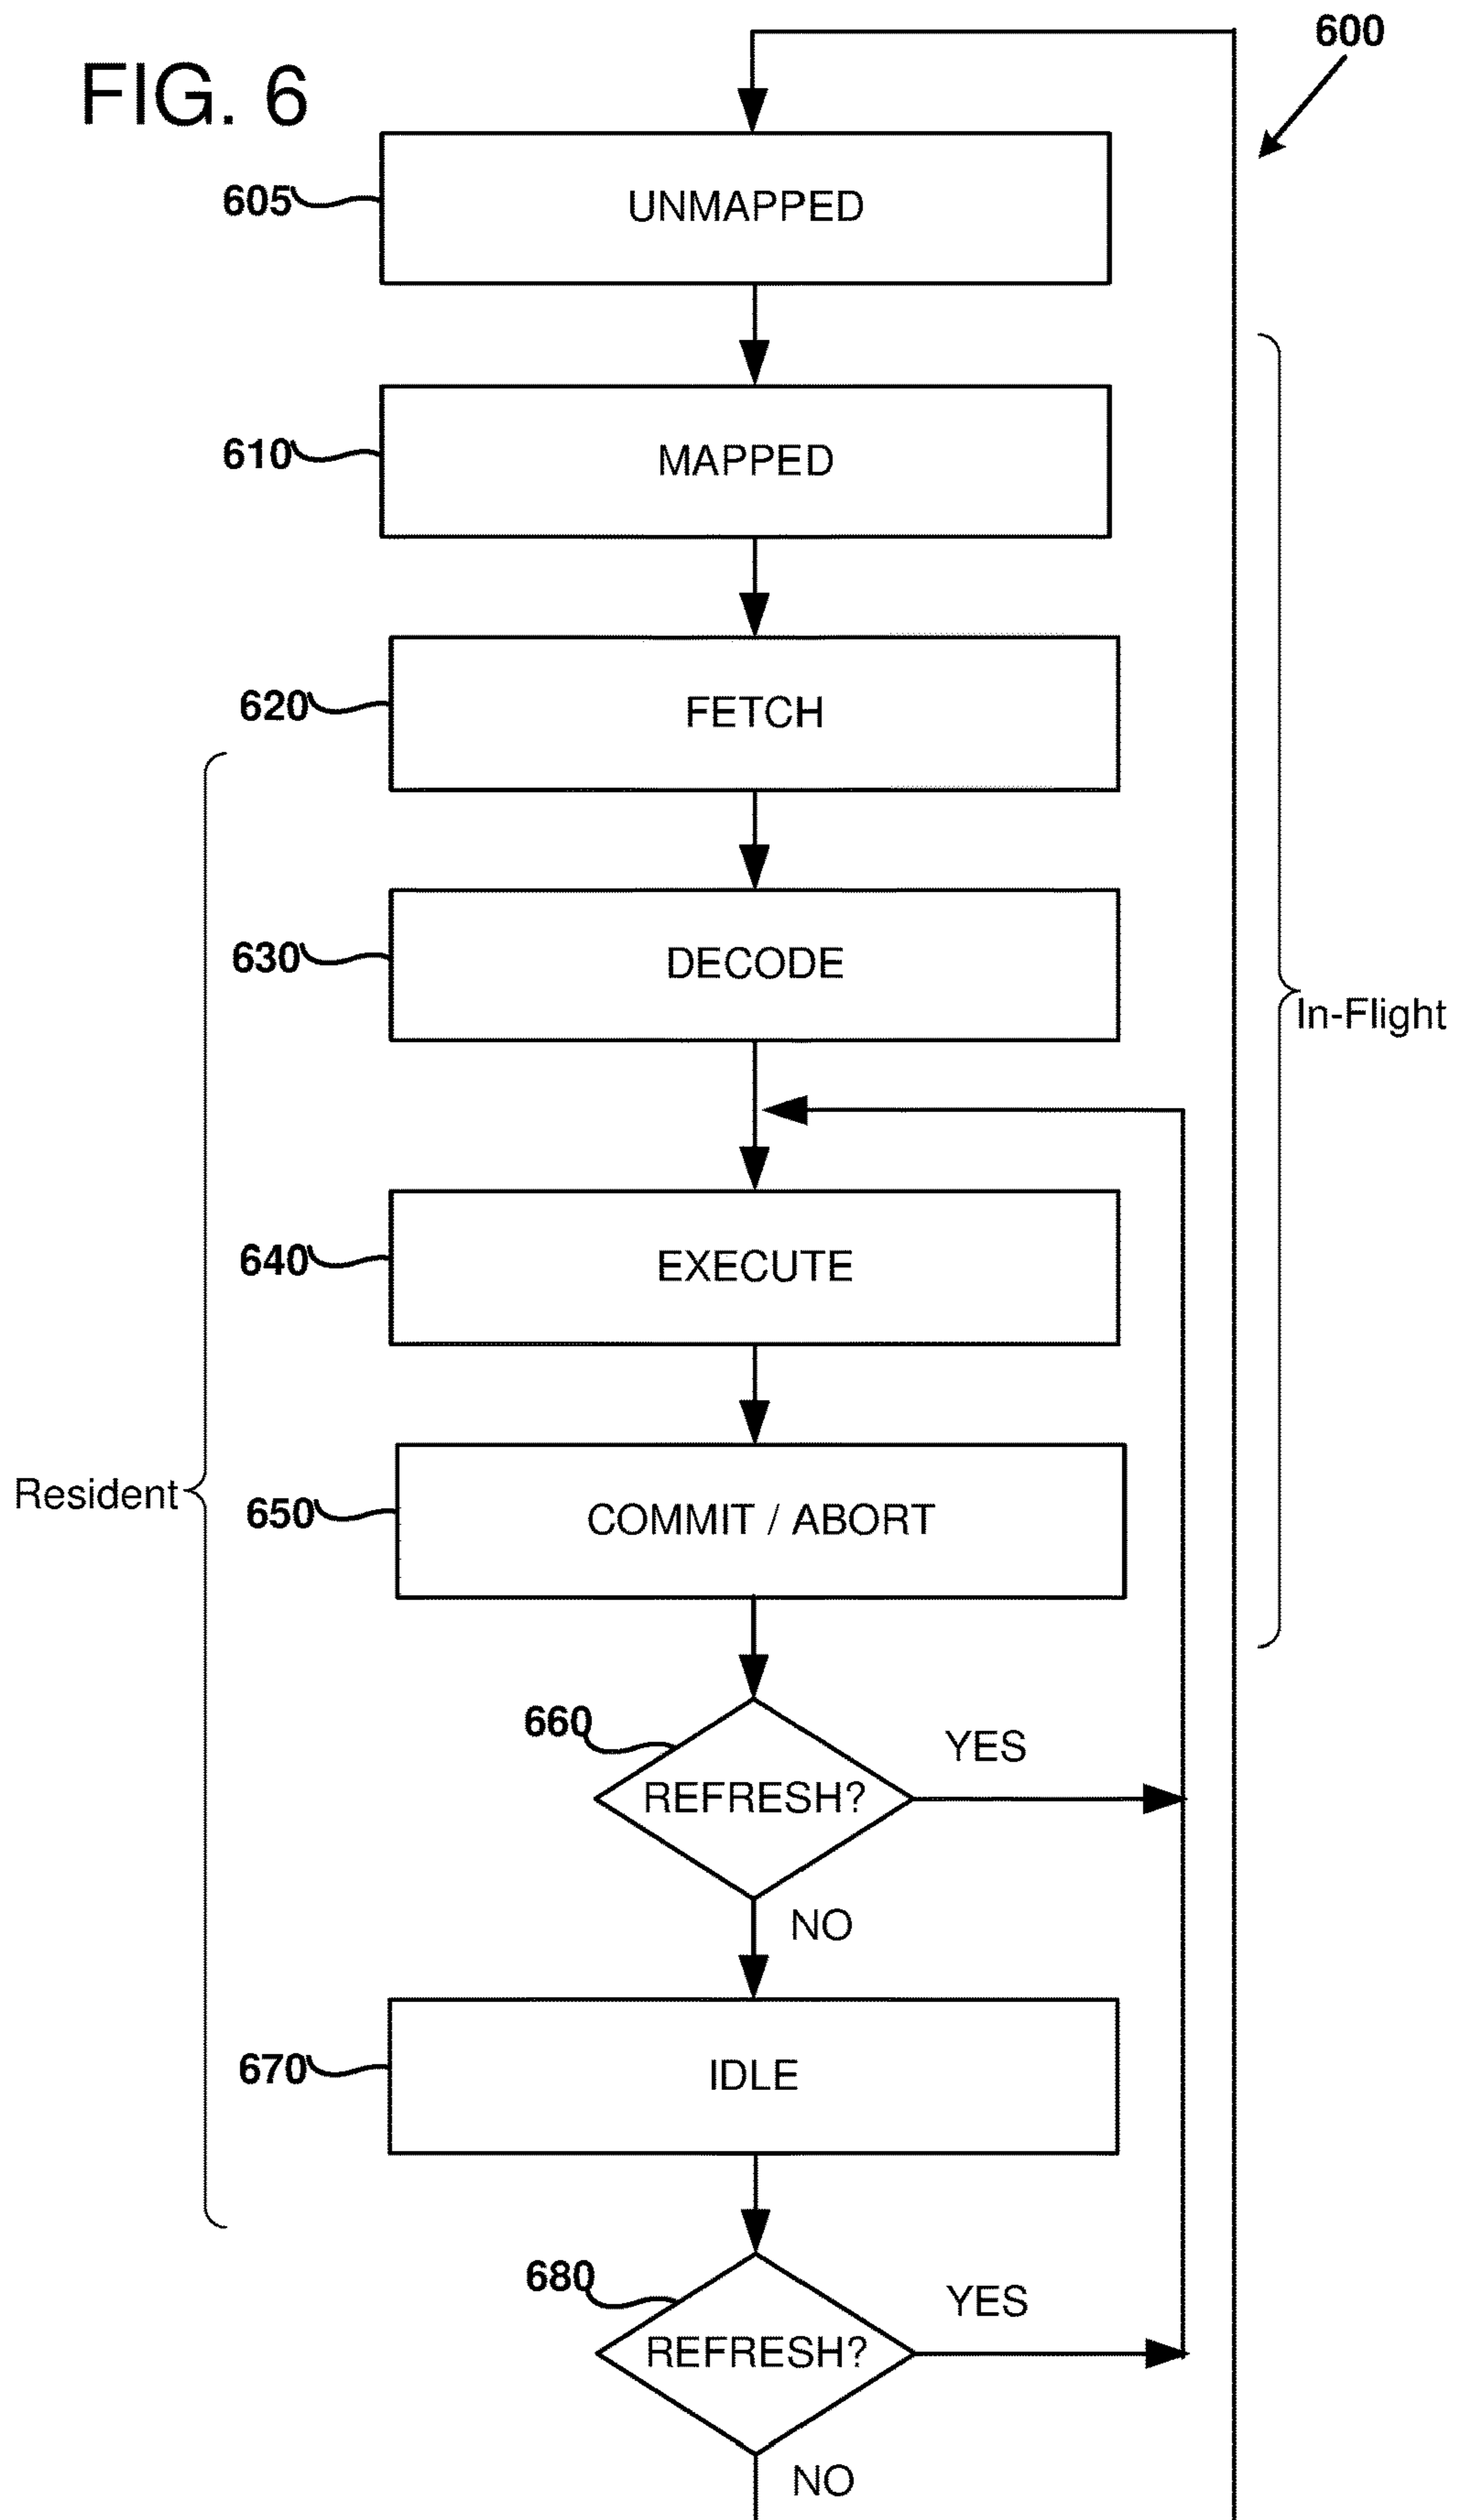 600
FIG. 6
605
UNMAPPED
610
MAPPED
620
FETCH
630
DECODE
In-Flight
640
EXECUTE
Resident
650
COMMIT / ABORT
660
REFRESH?
YES
NO
670
IDLE
680
REFRESH?
YES
NO